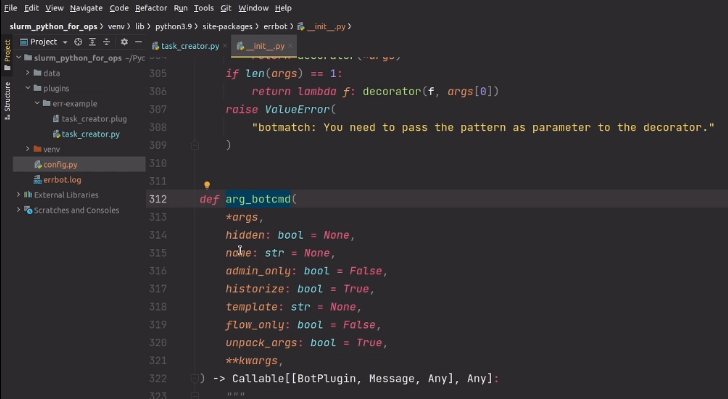 File Edit View Navigate Code Refactor Run Tools Git Window Help
slurm_python_for_ops > venv > lib > python3.9 > site-packages > errbot > __init__.py >
Project
Structure
Project
slurm_python_for_ops ~/Pyc
data
plugins
err-example
task_creator.plug
task_creator.py
venv
config.py
errbot.log
External Libraries
Scratches and Consoles
task_creator.py
__init__.py
305 if len(args) == 1:
306 return lambda f: decorator(f, args[0])
307 raise ValueError(
308 "botmatch: You need to pass the pattern as parameter to the decorator."
309 )
310
311
312 def arg_botcmd(
313 *args,
314 hidden: bool = None,
315 name: str = None,
316 admin_only: bool = False,
317 historize: bool = True,
318 template: str = None,
319 flow_only: bool = False,
320 unpack_args: bool = True,
321 **kwargs,
322 ) -> Callable[[BotPlugin, Message, Any], Any]:
323 """